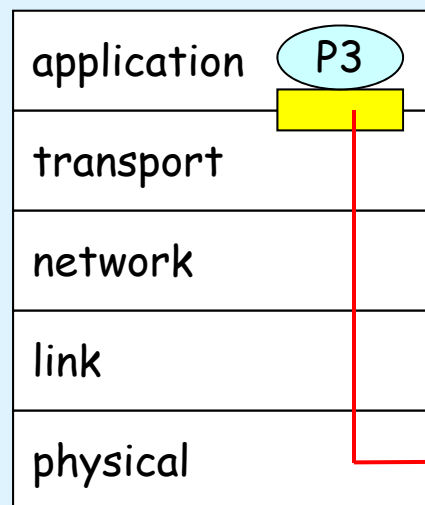 application P3
transport
network
link
physical